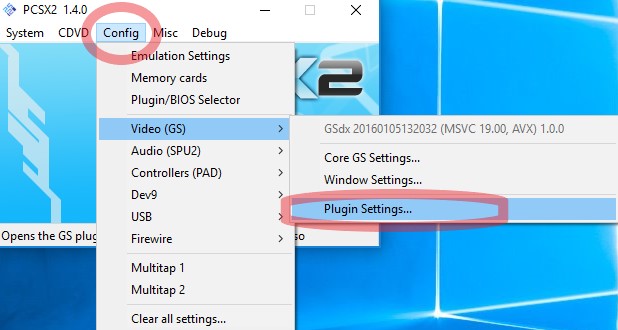 PCSX2 1.4.0
System CDVD Config Misc Debug
Emulation Settings
Memory cards
Plugin/BIOS Selector
Video (GS)
Audio (SPU2)
Controllers (PAD)
Dev9
USB
Firewire
Multitap 1
Multitap 2
Clear all settings...
GSdx 20160105132032 (MSVC 19.00, AVX) 1.0.0
Core GS Settings...
Window Settings...
Plugin Settings...
Opens the GS plug
so